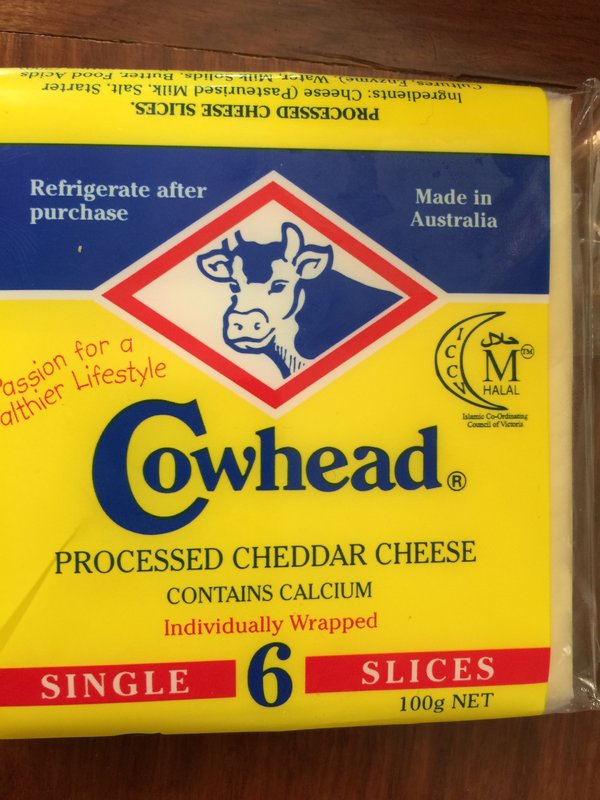 PROCESSED CHEESE SLICES.
Ingredients: Cheese (Pasteurised Milk, Salt, Starter
Cultures, Enzyme), Water, Milk Solids, Butter, Food Acids
Refrigerate after
purchase
Made in
Australia
Passion for a
althier Lifestyle
ICCV
حلال
M TM
HALAL
Islamic Co-Ordinating
Council of Victoria
Cowhead ®
PROCESSED CHEDDAR CHEESE
CONTAINS CALCIUM
Individually Wrapped
SINGLE 6 SLICES
100g NET